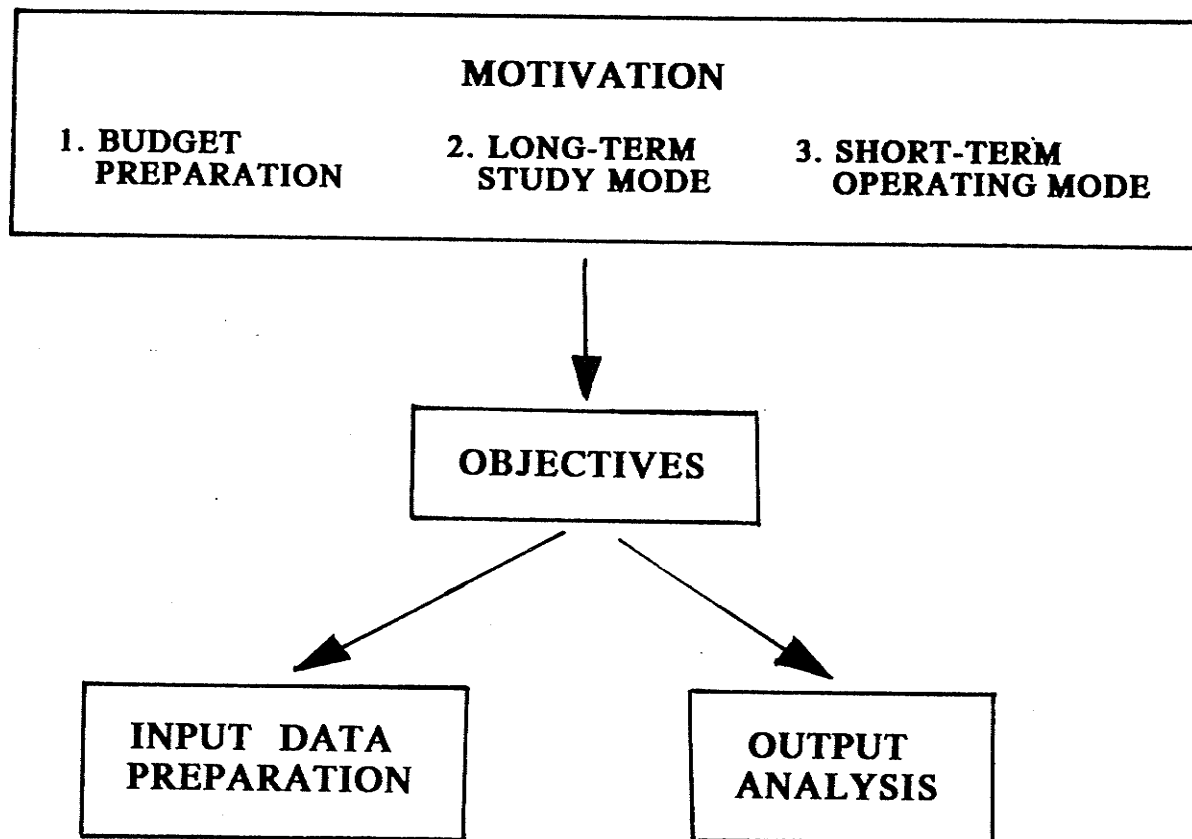 MOTIVATION
1. BUDGET
PREPARATION
2. LONG-TERM
STUDY MODE
3. SHORT-TERM
OPERATING MODE
OBJECTIVES
INPUT DATA
PREPARATION
OUTPUT
ANALYSIS